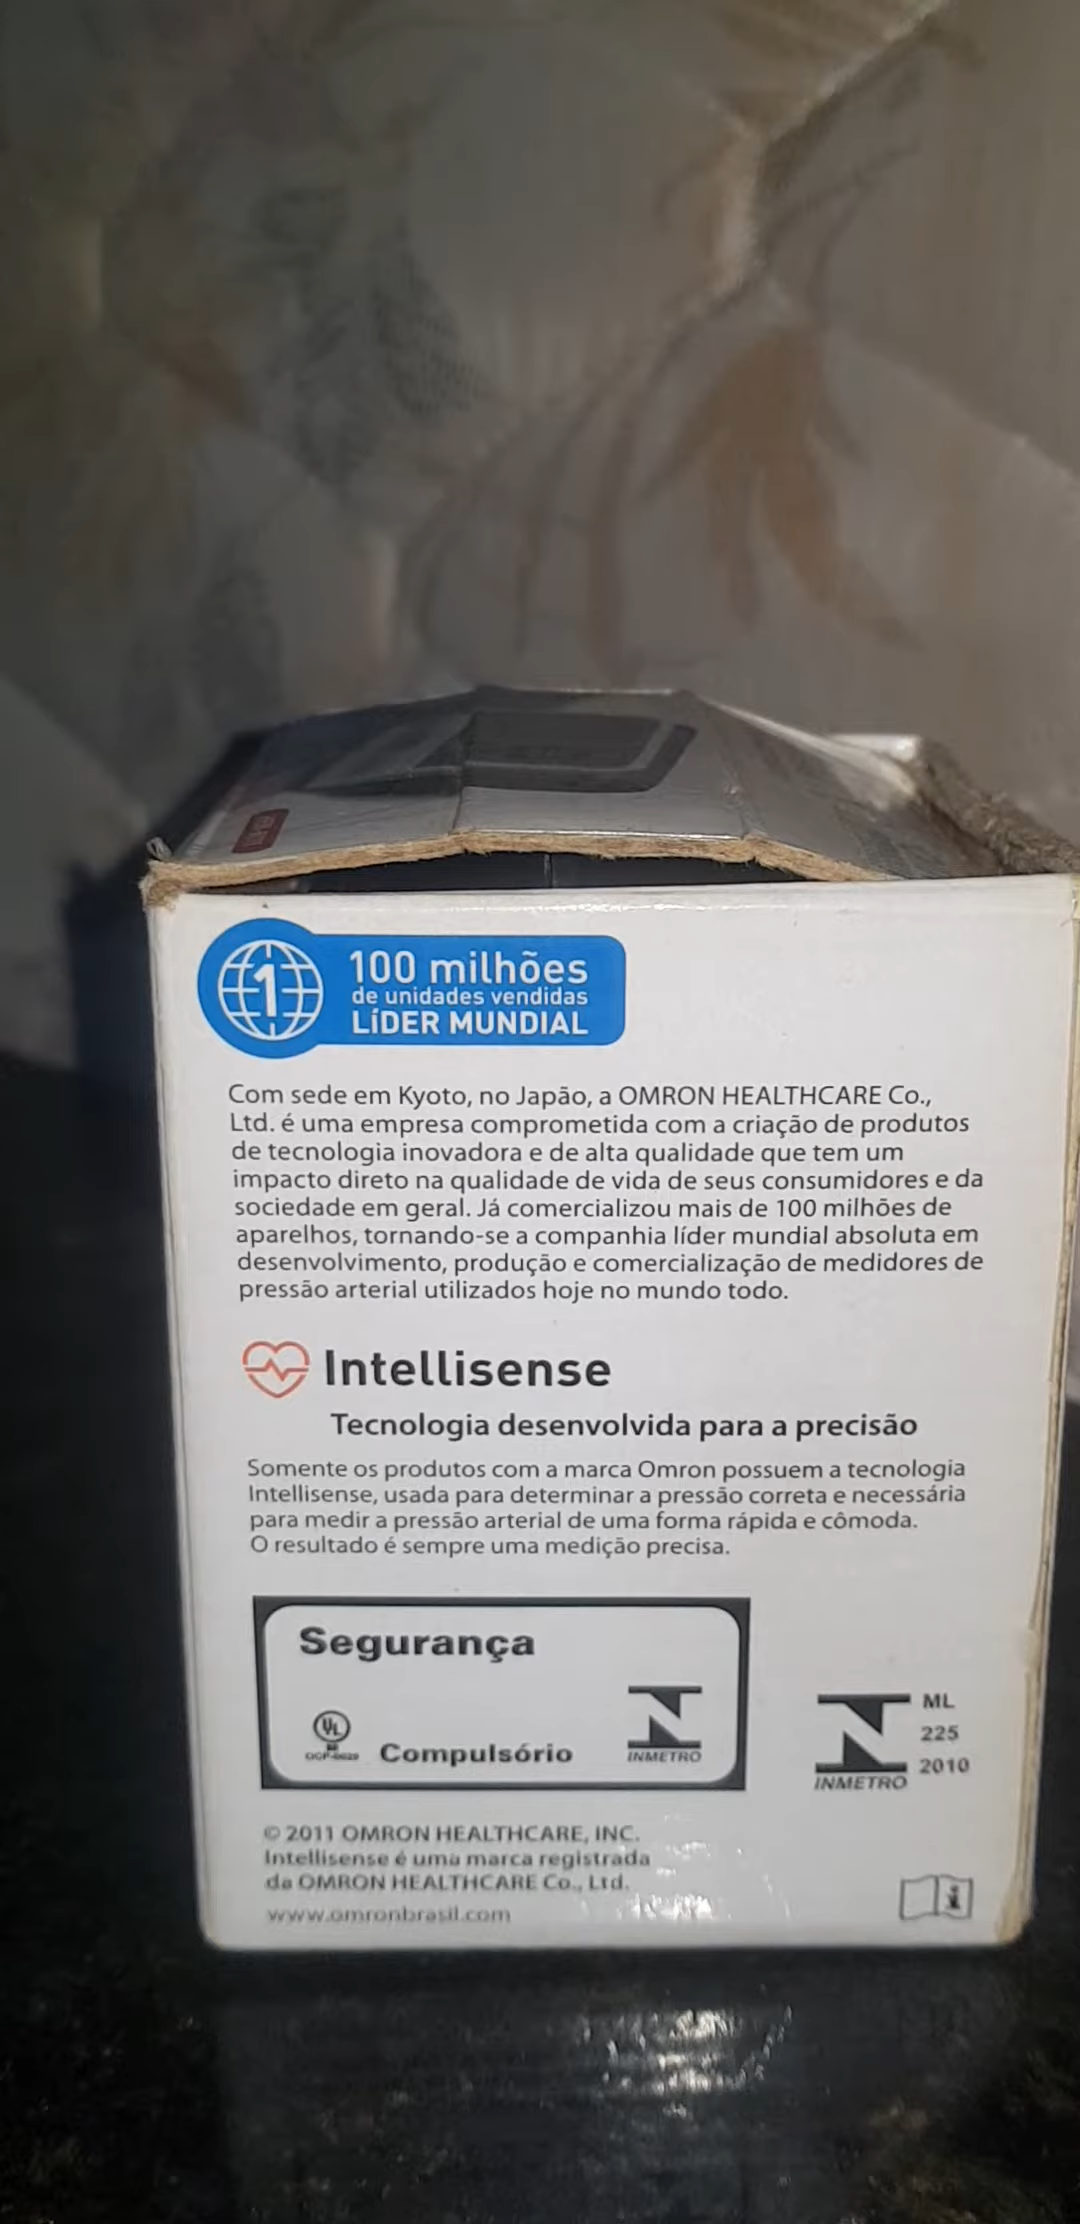 1
100 milhões
de unidades vendidas
LÍDER MUNDIAL
Com sede em Kyoto, no Japão, a OMRON HEALTHCARE Co.,
Ltd. é uma empresa comprometida com a criação de produtos
de tecnologia inovadora e de alta qualidade que tem um
impacto direto na qualidade de vida de seus consumidores e da
sociedade em geral. Já comercializou mais de 100 milhões de
aparelhos, tornando-se a companhia líder mundial absoluta em
desenvolvimento, produção e comercialização de medidores de
pressão arterial utilizados hoje no mundo todo.
Intellisense
Tecnologia desenvolvida para a precisão
Somente os produtos com a marca Omron possuem a tecnologia
Intellisense, usada para determinar a pressão correta e necessária
para medir a pressão arterial de uma forma rápida e cômoda.
O resultado é sempre uma medição precisa.
Segurança
UL
Compulsório
INMETRO
ML
225
2010
INMETRO
© 2011 OMRON HEALTHCARE, INC.
Intellisense é uma marca registrada
da OMRON HEALTHCARE Co., Ltd.
www.omronbrasil.com